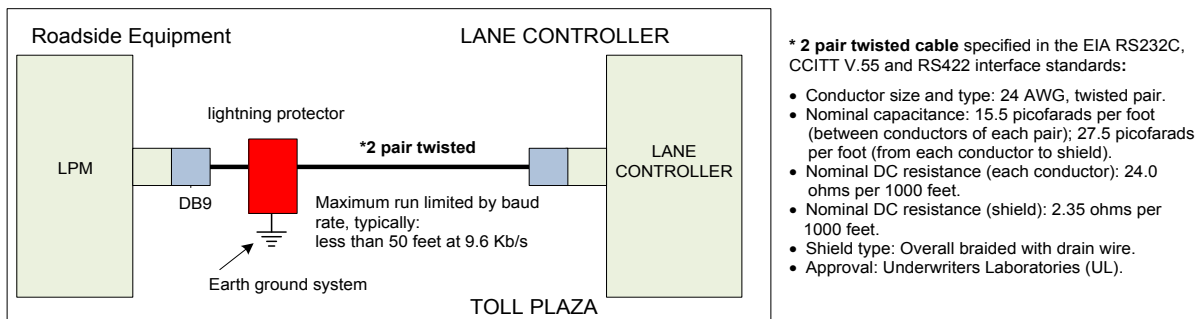 Roadside Equipment
LANE CONTROLLER
lightning protector
*2 pair twisted
LPM
DB9
LANE
CONTROLLER
Maximum run limited by baud
rate, typically:
less than 50 feet at 9.6 Kb/s
Earth ground system
TOLL PLAZA
* 2 pair twisted cable specified in the EIA RS232C,
CCITT V.55 and RS422 interface standards:
• Conductor size and type: 24 AWG, twisted pair.
• Nominal capacitance: 15.5 picofarads per foot
(between conductors of each pair); 27.5 picofarads
per foot (from each conductor to shield).
• Nominal DC resistance (each conductor): 24.0
ohms per 1000 feet.
• Nominal DC resistance (shield): 2.35 ohms per
1000 feet.
• Shield type: Overall braided with drain wire.
• Approval: Underwriters Laboratories (UL).